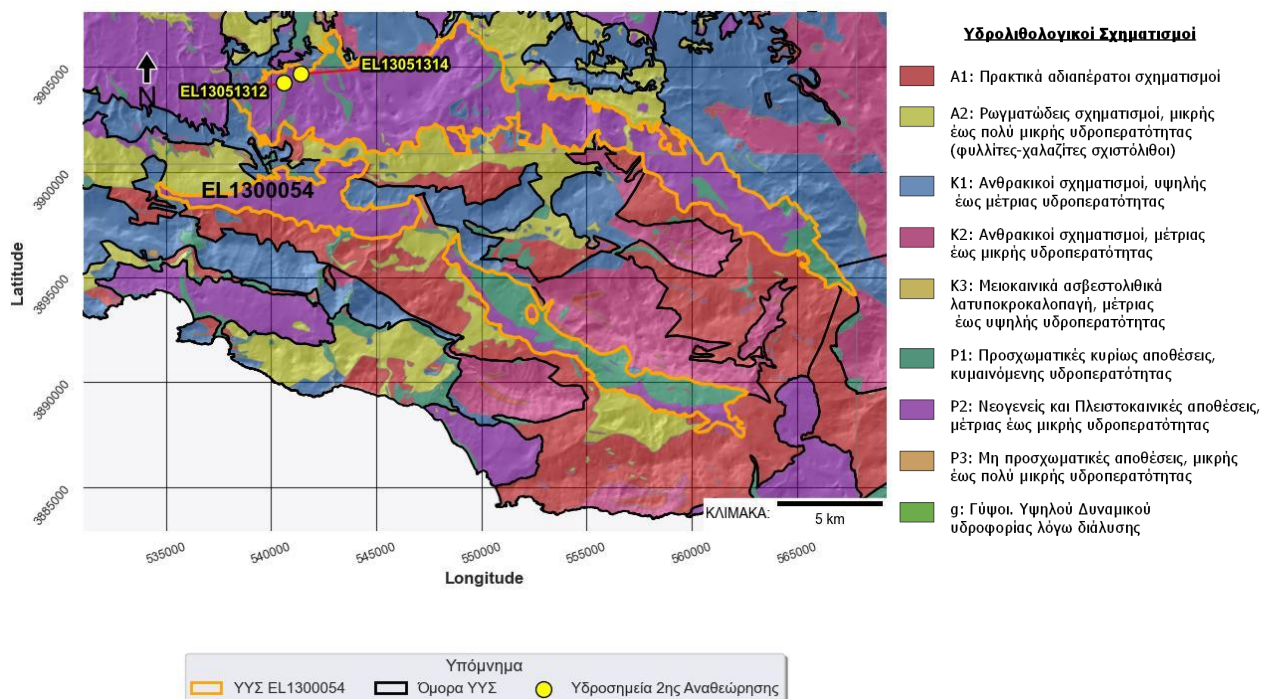 Υδρολιθολογικοί Σχηματισμοί
A1: Πρακτικά αδιαπέρατοι σχηματισμοί
A2: Ρωγματώδεις σχηματισμοί, μικρής
έως πολύ μικρής υδροπερατότητας
(φυλλίτες-χαλαζίτες σχιστόλιθοι)
K1: Ανθρακικοί σχηματισμοί, υψηλής
έως μέτριας υδροπερατότητας
K2: Ανθρακικοί σχηματισμοί, μέτριας
έως μικρής υδροπερατότητας
K3: Μειοκαινικά ασβεστολιθικά
λατυποκροκαλοπαγή, μέτριας
έως υψηλής υδροπερατότητας
P1: Προσχωματικές κυρίως αποθέσεις,
κυμαινόμενης υδροπερατότητας
P2: Νεογενείς και Πλειστοκαινικές αποθέσεις,
μέτριας έως μικρής υδροπερατότητας
P3: Μη προσχωματικές αποθέσεις, μικρής
έως πολύ μικρής υδροπερατότητας
g: Γύψοι. Υψηλού Δυναμικού
υδροφορίας λόγω διάλυσης
EL13051314
EL13051312
N
EL1300054
Latitude
3905000
3900000
3895000
3890000
3885000
ΚΛΙΜΑΚΑ:
5 km
535000
540000
545000
550000
555000
560000
565000
Longitude
Υπόμνημα
ΥΥΣ EL1300054
Όμορα ΥΥΣ
Υδροσημεία 2ης Αναθεώρησης